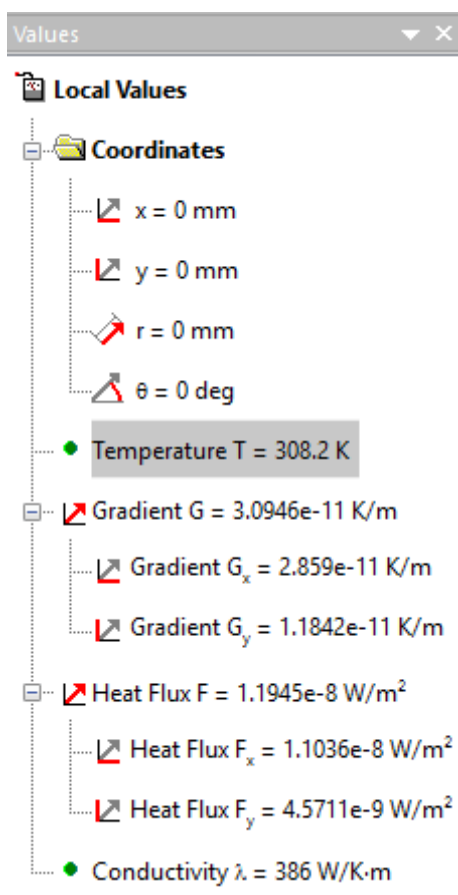 Values
Local Values
Coordinates
x = 0 mm
y = 0 mm
r = 0 mm
θ = 0 deg
Temperature T = 308.2 K
Gradient G = 3.0946e-11 K/m
Gradient Gₓ = 2.859e-11 K/m
Gradient Gᵧ = 1.1842e-11 K/m
Heat Flux F = 1.1945e-8 W/m²
Heat Flux Fₓ = 1.1036e-8 W/m²
Heat Flux Fᵧ = 4.5711e-9 W/m²
Conductivity λ = 386 W/K·m